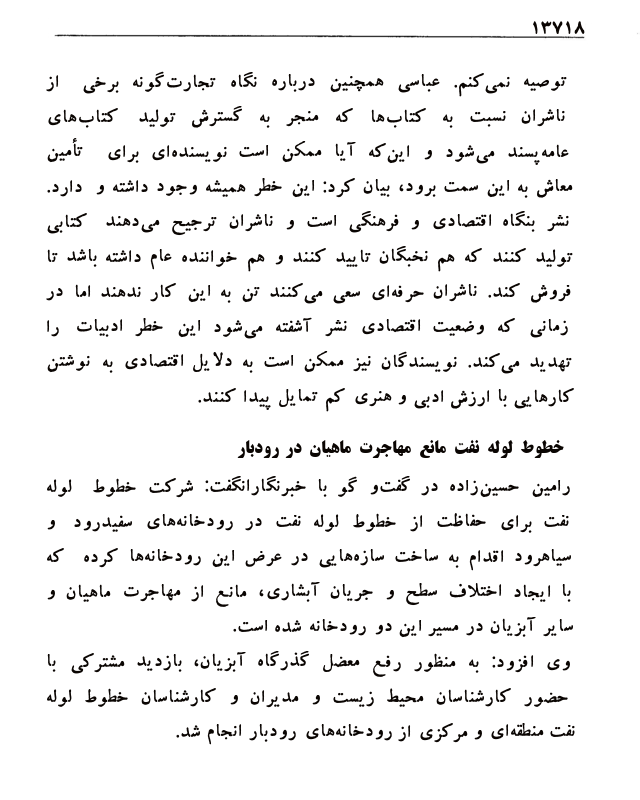 ۱۳۷۱۸
توصیه نمی‌کنم. عباسی همچنین درباره نگاه تجارت‌گونه برخی از
ناشران نسبت به کتاب‌ها که منجر به گسترش تولید کتاب‌های
عامه‌پسند می‌شود و این‌که آیا ممکن است نویسنده‌ای برای تأمین
معاش به این سمت برود، بیان کرد: این خطر همیشه وجود داشته و دارد.
نشر بنگاه اقتصادی و فرهنگی است و ناشران ترجیح می‌دهند کتابی
تولید کنند که هم نخبگان تایید کنند و هم خواننده عام داشته باشد تا
فروش کند. ناشران حرفه‌ای سعی می‌کنند تن به این کار ندهند اما در
زمانی که وضعیت اقتصادی نشر آشفته می‌شود این خطر ادبیات را
تهدید می‌کند. نویسندگان نیز ممکن است به دلایل اقتصادی به نوشتن
کارهایی با ارزش ادبی و هنری کم تمایل پیدا کنند.
خطوط لوله نفت مانع مهاجرت ماهیان در رودبار
رامین حسین‌زاده در گفت‌و گو با خبرنگارانگفت: شرکت خطوط لوله
نفت برای حفاظت از خطوط لوله نفت در رودخانه‌های سفیدرود و
سیاهرود اقدام به ساخت سازه‌هایی در عرض این رودخانه‌ها کرده که
با ایجاد اختلاف سطح و جریان آبشاری، مانع از مهاجرت ماهیان و
سایر آبزیان در مسیر این دو رودخانه شده است.
وی افزود: به منظور رفع معضل گذرگاه آبزیان، بازدید مشترکی با
حضور کارشناسان محیط زیست و مدیران و کارشناسان خطوط لوله
نفت منطقه‌ای و مرکزی از رودخانه‌های رودبار انجام شد.